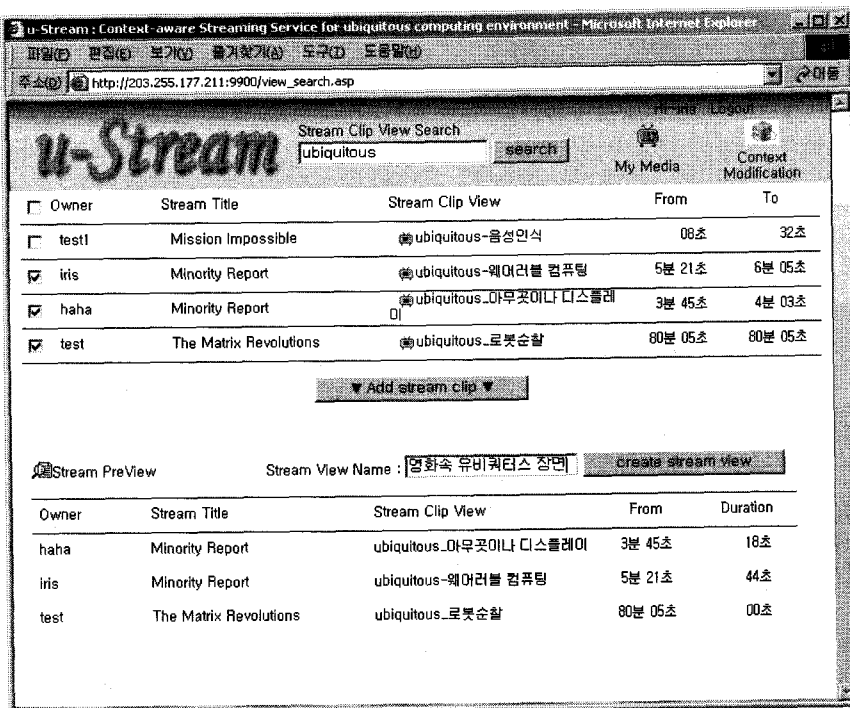 u-Stream : Context-aware Streaming Service for ubiquitous computing environment - Microsoft Internet Explorer
파일(F) 편집(E) 보기(V) 즐겨찾기(A) 도구(T) 도움말(H)
주소(D) http://203.255.177.211:9900/view_search.asp 이동
Logout
u-Stream
Stream Clip View Search
ubiquitous search
My Media
Context Modification
Owner Stream Title Stream Clip View From To
test1 Mission Impossible ubiquitous-음성인식 08초 32초
iris Minority Report ubiquitous-웨어러블 컴퓨팅 5분 21초 6분 05초
haha Minority Report ubiquitous_아무곳이나 디스플레
이 3분 45초 4분 03초
test The Matrix Revolutions ubiquitous_로봇순찰 80분 05초 80분 05초
▼ Add stream clip ▼
Stream PreView Stream View Name : 영화속 유비쿼터스 장면 create stream view
Owner Stream Title Stream Clip View From Duration
haha Minority Report ubiquitous_아무곳이나 디스플레이 3분 45초 18초
iris Minority Report ubiquitous-웨어러블 컴퓨팅 5분 21초 44초
test The Matrix Revolutions ubiquitous_로봇순찰 80분 05초 00초